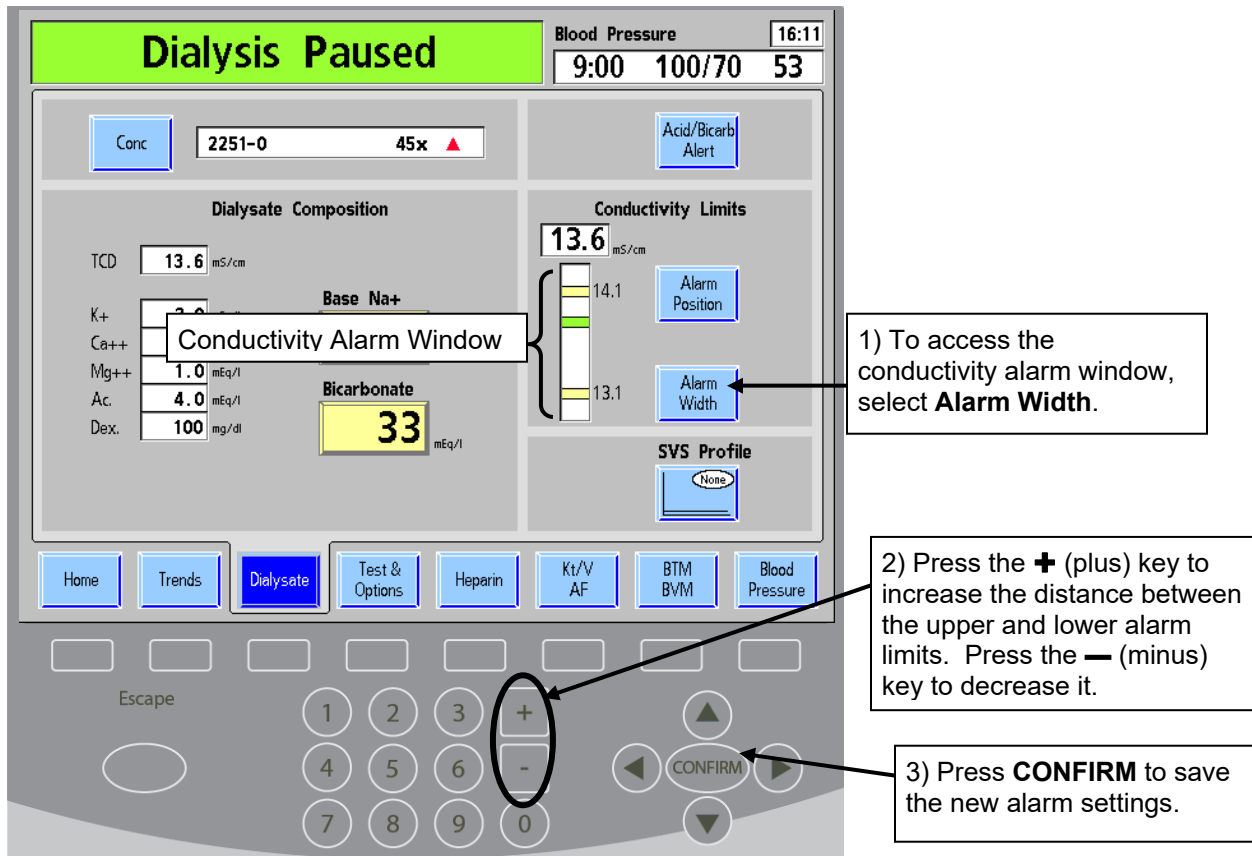 Dialysis Paused
Blood Pressure 16:11
9:00 100/70 53
Conc 2251-0 45x
Acid/Bicarb
Alert
Dialysate Composition
TCD 13.6 mS/cm
K+
Ca++
Mg++ 1.0 mEq/l
Ac. 4.0 mEq/l
Dex. 100 mg/dl
Base Na+
Bicarbonate
33 mEq/l
Conductivity Alarm Window
Conductivity Limits
13.6 mS/cm
14.1
Alarm
Position
13.1
Alarm
Width
SVS Profile
None
1) To access the
conductivity alarm window,
select Alarm Width.
Home
Trends
Dialysate
Test &
Options
Heparin
Kt/V
AF
BTM
BVM
Blood
Pressure
2) Press the + (plus) key to
increase the distance between
the upper and lower alarm
limits. Press the — (minus)
key to decrease it.
Escape
1 2 3 +
4 5 6 -
7 8 9 0
CONFIRM
3) Press CONFIRM to save
the new alarm settings.